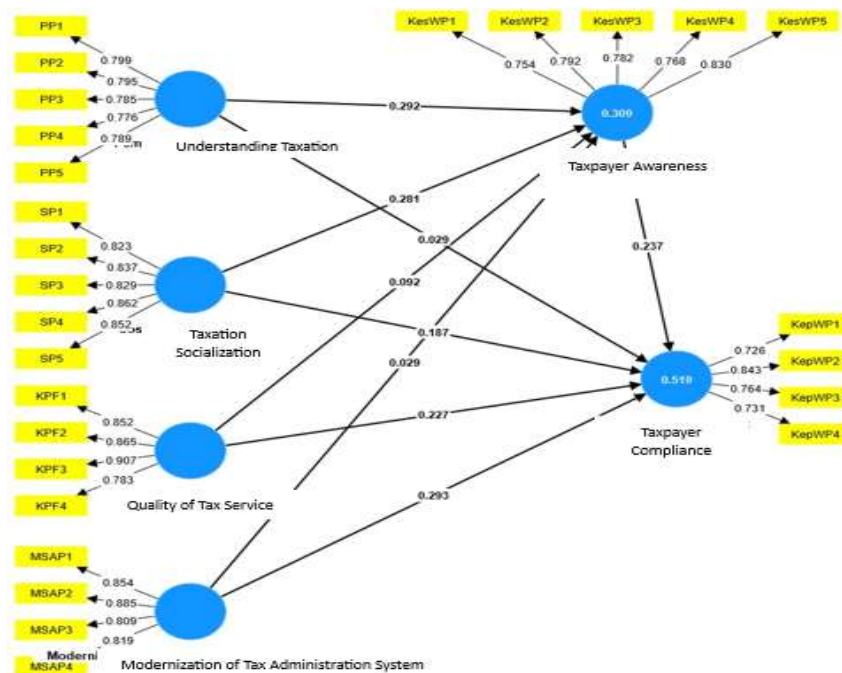 PP1
PP2
PP3
PP4
PP5
0.799
0.795
0.785
0.776
0.789
Understanding Taxation
SP1
SP2
SP3
SP4
SP5
0.823
0.837
0.829
0.862
0.852
Taxation
Socialization
KPF1
KPF2
KPF3
KPF4
0.852
0.865
0.907
0.783
Quality of Tax Service
MSAP1
MSAP2
MSAP3
MSAP4
0.854
0.885
0.809
0.819
Moderni
Modernization of Tax Administration System
KesWP1
KesWP2
KesWP3
KesWP4
KesWP5
0.754
0.792
0.782
0.768
0.830
Taxpayer Awareness
0.292
0.281
0.029
0.092
0.187
0.029
0.227
0.293
0.237
Taxpayer
Compliance
KepWP1
KepWP2
KepWP3
KepWP4
0.726
0.843
0.764
0.731